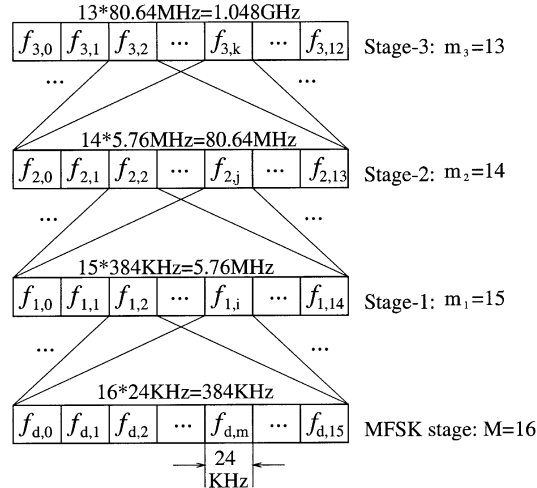 13*80.64MHz=1.048GHz
f3,0 f3,1 f3,2 ... f3,k ... f3,12 Stage-3: m3=13
... ...
14*5.76MHz=80.64MHz
f2,0 f2,1 f2,2 ... f2,j ... f2,13 Stage-2: m2=14
... ...
15*384KHz=5.76MHz
f1,0 f1,1 f1,2 ... f1,i ... f1,14 Stage-1: m1=15
... ...
16*24KHz=384KHz
fd,0 fd,1 fd,2 ... fd,m ... fd,15 MFSK stage: M=16
24
KHz